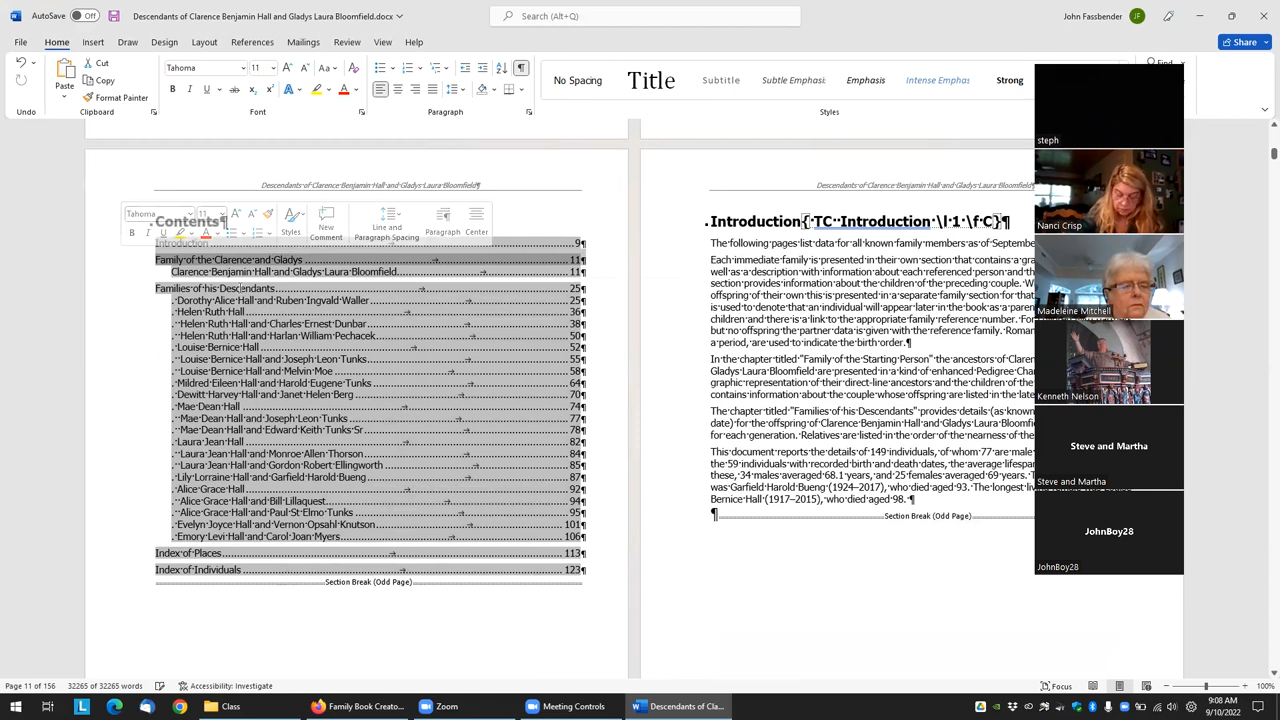 AutoSave Off Descendants of Clarence Benjamin Hall and Gladys Laura Bloomfield.docx Search (Alt+Q) John Fassbender JF
File Home Insert Draw Design Layout References Mailings Review View Help Share
Cut
Copy
Format Painter
Paste
Tahoma 11
No Spacing Title Subtitle Subtle Emphasi Emphasis Intense Emphas Strong
Undo Clipboard Font Paragraph Styles
steph
Nanci Crisp
Madeleine Mitchell
Kenneth Nelson
Steve and Martha
Steve and Martha
JohnBoy28
JohnBoy28
Descendants·of·Clarence·Benjamin·Hall·and·Gladys·Laura·Bloomfield¶
Tahoma 11 Styles New Comment Line and Paragraph Spacing Paragraph Center
Contents¶
Introduction 9¶
Family·of·the·Clarence·and·Gladys 11¶
Clarence·Benjamin·Hall·and·Gladys·Laura·Bloomfield 11¶
Families·of·his·Descendants 25¶
Dorothy·Alice·Hall·and·Ruben·Ingvald·Waller 25¶
Helen·Ruth·Hall 36¶
Helen·Ruth·Hall·and·Charles·Ernest·Dunbar 38¶
Helen·Ruth·Hall·and·Harlan·William·Pechacek 50¶
Louise·Bernice·Hall 52¶
Louise·Bernice·Hall·and·Joseph·Leon·Tunks 55¶
Louise·Bernice·Hall·and·Melvin·Moe 58¶
Mildred·Eileen·Hall·and·Harold·Eugene·Tunks 64¶
Dewitt·Harvey·Hall·and·Janet·Helen·Berg 70¶
Mae·Dean·Hall 74¶
Mae·Dean·Hall·and·Joseph·Leon·Tunks 77¶
Mae·Dean·Hall·and·Edward·Keith·Tunks·Sr 78¶
Laura·Jean·Hall 82¶
Laura·Jean·Hall·and·Monroe·Allen·Thorson 84¶
Laura·Jean·Hall·and·Gordon·Robert·Ellingworth 85¶
Lily·Lorraine·Hall·and·Garfield·Harold·Bueng 87¶
Alice·Grace·Hall 92¶
Alice·Grace·Hall·and·Bill·Lillaquest 94¶
Alice·Grace·Hall·and·Paul·St·Elmo·Tunks 95¶
Evelyn·Joyce·Hall·and·Vernon·Opsahl·Knutson 101¶
Emory·Levi·Hall·and·Carol·Joan·Myers 106¶
Index·of·Places 113¶
Index·of·Individuals 123¶
Section Break (Odd Page)
Descendants·of·Clarence·Benjamin·Hall·and·Gladys·Laura·Bloomfield
Introduction{·TC··Introduction·\l·1·\f·C}¶
The·following·pages·list·data·for·all·known·family·members·as·of·September
Each·immediate·family·is·presented·in·their·own·section·that·contains·a
well·as·a·description·with·information·about·each·referenced·person·and
section·provides·information·about·the·children·of·the·preceding·couple.
offspring·of·their·own·this·is·presented·in·a·separate·family·section·for
is·used·to·denote·that·an·individual·will·appear·later·in·the·book·as·a
children·and·there·is·a·link·to·the·appropriate·family·reference·number.·For
but·no·offspring·the·partner·data·is·given·with·the·reference·family.
a·period,·are·used·to·indicate·the·birth·order.¶
In·the·chapter·titled·"Family·of·the·Starting·Person"·the·ancestors·of
Gladys·Laura·Bloomfield·are·presented·in·a·kind·of·enhanced·Pedigree
graphic·representation·of·their·direct-line·ancestors·and·the·children·of
contains·information·about·the·couple·whose·offspring·are·listed·in·the
The·chapter·titled·"Families·of·his·Descendants"·provides·details·(as·known
date)·for·the·offspring·of·Clarence·Benjamin·Hall·and·Gladys·Laura
for·each·generation.·Relatives·are·listed·in·the·order·of·the·nearness·of
This·document·reports·the·details·of·149·individuals,·of·whom·77·are
the·59·individuals·with·recorded·birth·and·death·dates,·the·average
these,·34·males·averaged·68.1·years,·and·25·females·averaged·69·years.
was·Garfield·Harold·Bueng·(1924–2017),·who·died·aged·93.·The·longest
Bernice·Hall·(1917–2015),·who·died·aged·98.·¶
¶
Section Break (Odd Page)
Page 11 of 156 32265 of 32265 words Accessibility: Investigate Focus 100%
Class Family Book Creato... Zoom Meeting Controls Descendants of Cla... 9:08 AM
9/10/2022